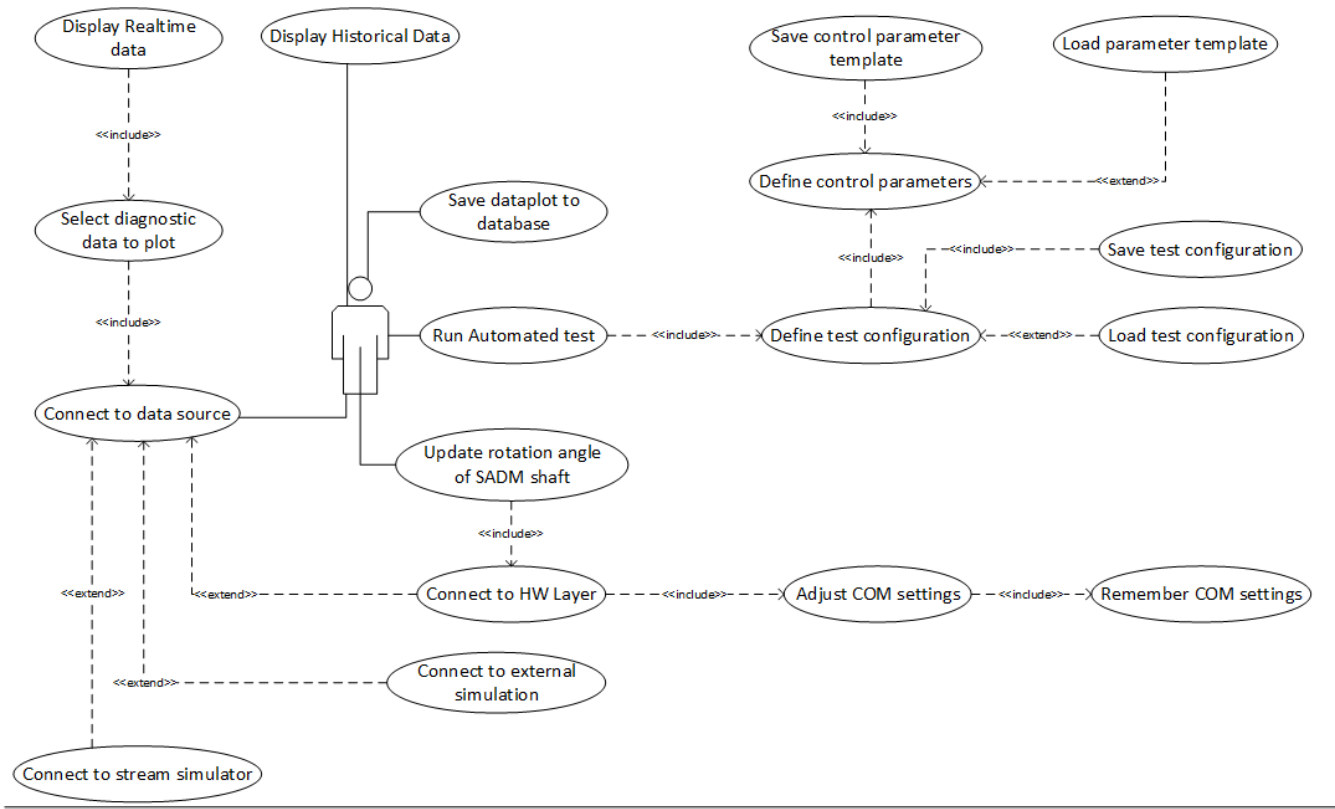 Display Realtime
data
Display Historical Data
Save control parameter
template
Load parameter template
<<include>>
<<include>>
Define control parameters
<<extend>>
Select diagnostic
data to plot
Save dataplot to
database
<<include>>
<<include>>
Save test configuration
<<include>>
Run Automated test
<<include>>
Define test configuration
<<extend>>
Load test configuration
Connect to data source
Update rotation angle
of SADM shaft
<<include>>
<<extend>>
<<extend>>
Connect to HW Layer
<<include>>
Adjust COM settings
<<include>>
Remember COM settings
<<extend>>
Connect to external
simulation
Connect to stream simulator